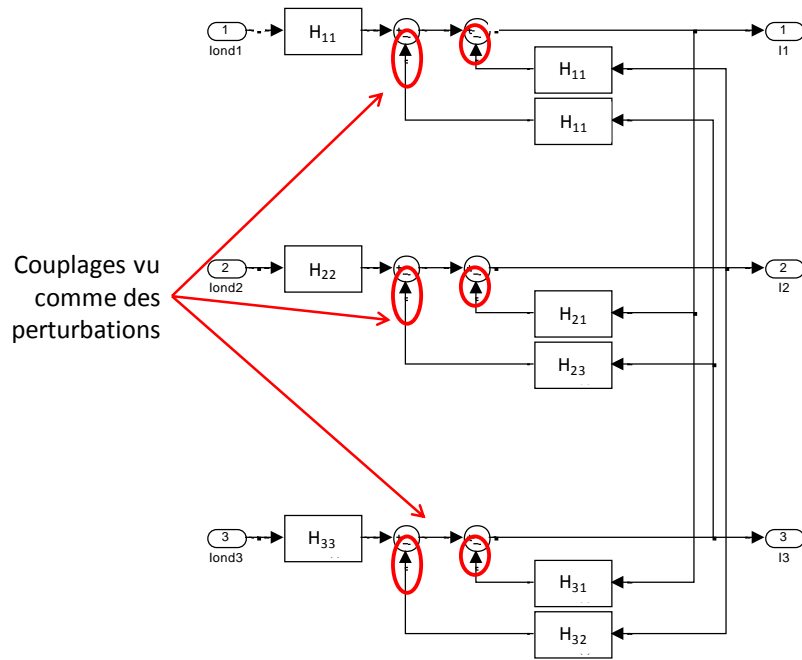 1
Iond1
H11
+
−
+
−
1
I1
H11
H11
Couplages vu
comme des
perturbations
2
Iond2
H22
+
−
+
−
2
I2
H21
H23
3
Iond3
H33
+
−
+
−
3
I3
H31
H32